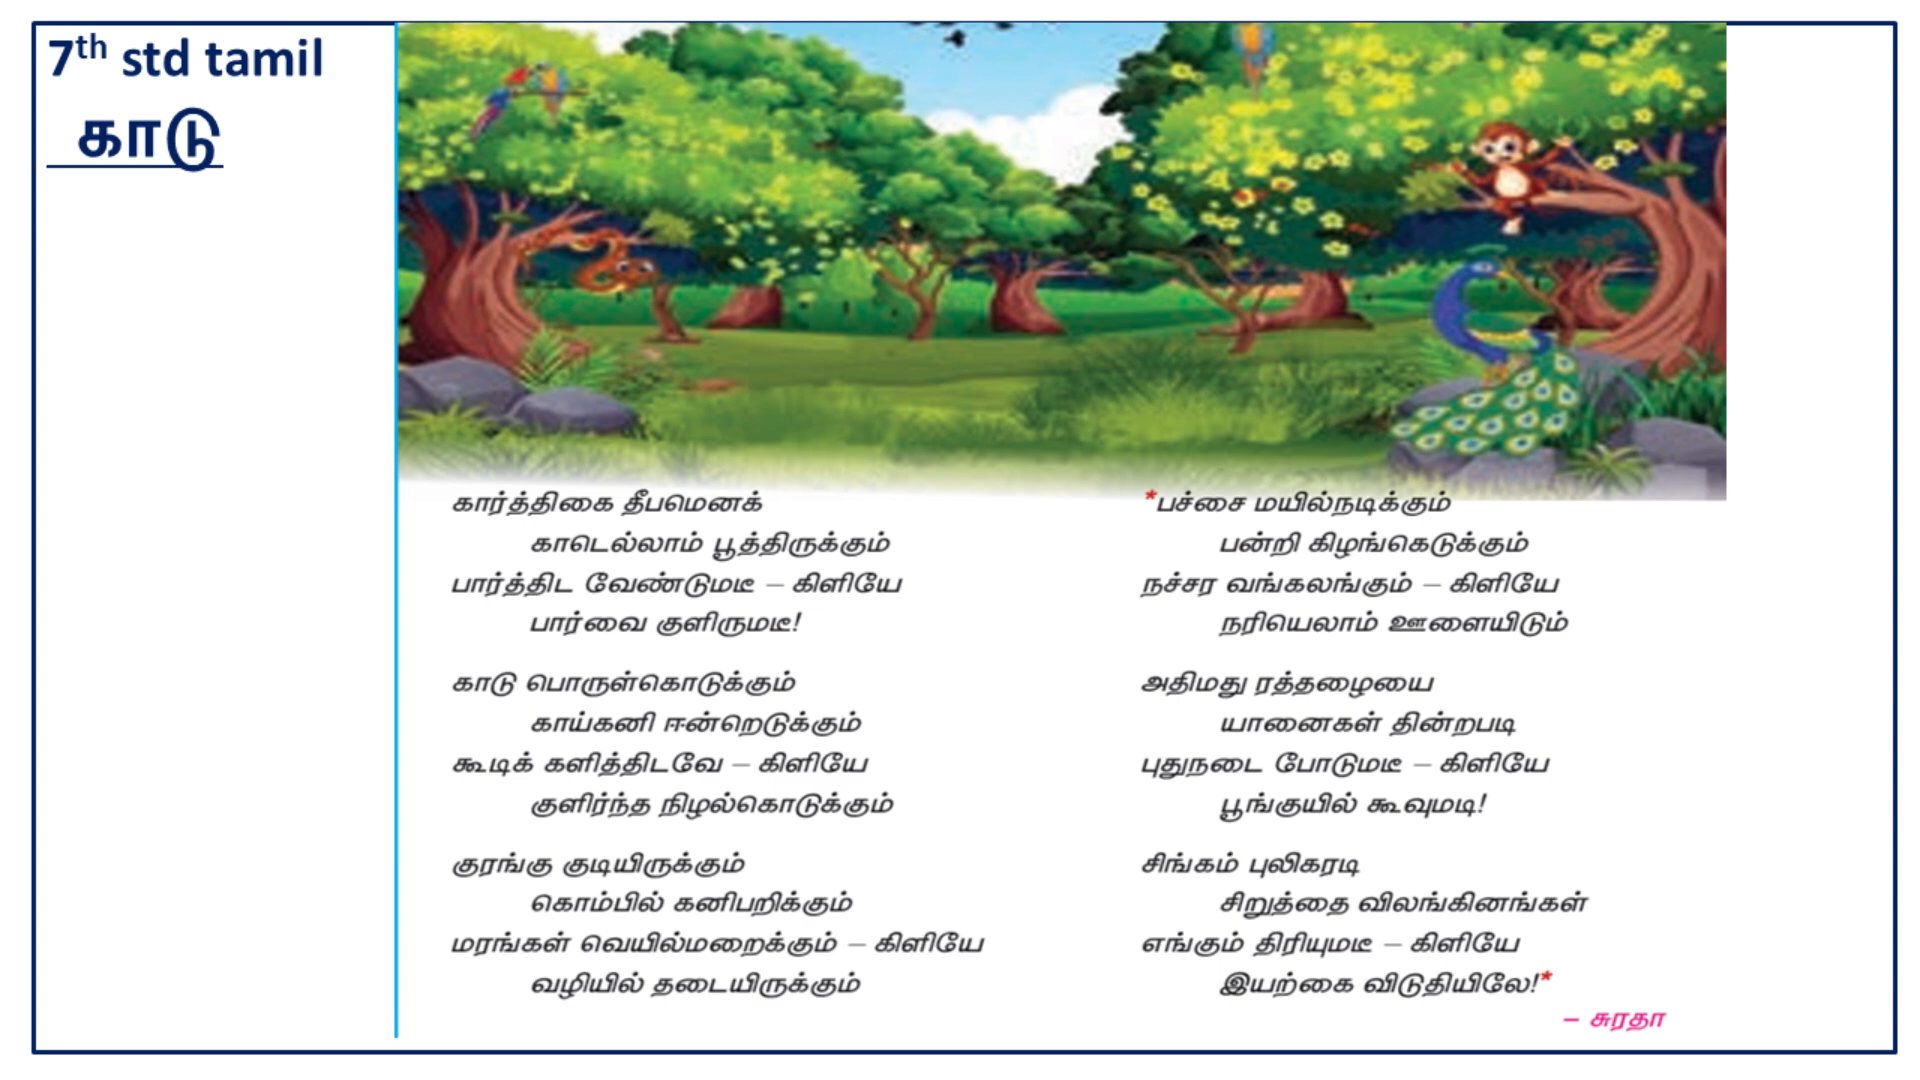 7th std tamil
காடு
கார்த்திகை தீபமெனக்
காடெல்லாம் பூத்திருக்கும்
பார்த்திட வேண்டுமடீ – கிளியே
பார்வை குளிருமடீ!
காடு பொருள்கொடுக்கும்
காய்கனி ஈன்றெடுக்கும்
கூடிக் களித்திடவே – கிளியே
குளிர்ந்த நிழல்கொடுக்கும்
குரங்கு குடியிருக்கும்
கொம்பில் கனிபறிக்கும்
மரங்கள் வெயில்மறைக்கும் – கிளியே
வழியில் தடையிருக்கும்
*பச்சை மயில்நடிக்கும்
பன்றி கிழங்கெடுக்கும்
நச்சர வங்கலங்கும் – கிளியே
நரியெலாம் ஊளையிடும்
அதிமது ரத்தழையை
யானைகள் தின்றபடி
புதுநடை போடுமடீ – கிளியே
பூங்குயில் கூவுமடி!
சிங்கம் புலிகரடி
சிறுத்தை விலங்கினங்கள்
எங்கும் திரியுமடீ – கிளியே
இயற்கை விடுதியிலே!*
– சுரதா